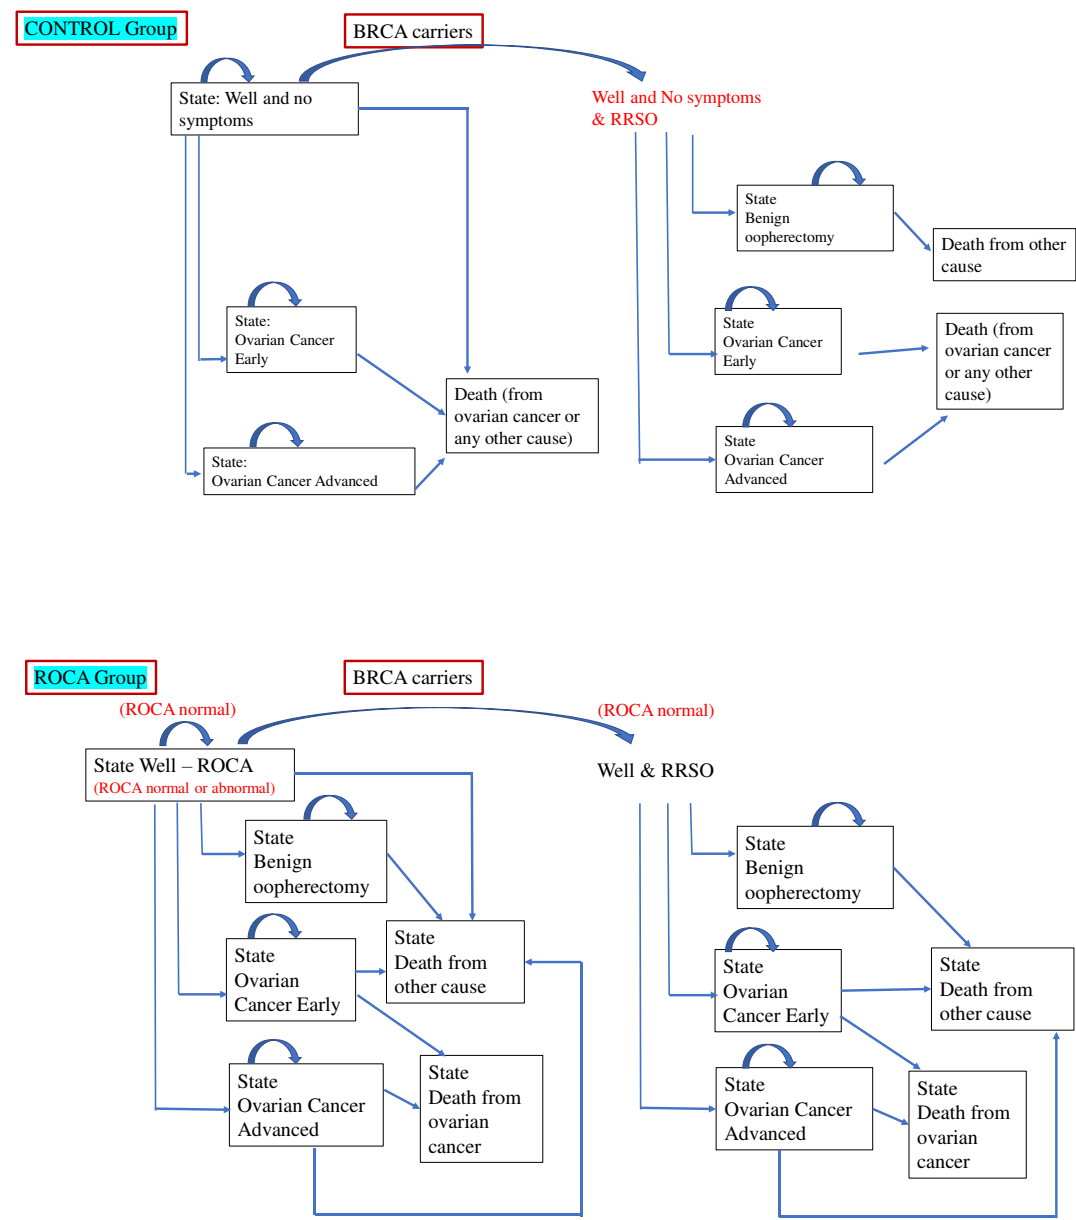 CONTROL Group
BRCA carriers
State: Well and no
symptoms
Well and No symptoms
& RRSO
State
Benign
oopherectomy
Death from other
cause
State:
Ovarian Cancer
Early
State
Ovarian Cancer
Early
Death (from
ovarian cancer
or any other
cause)
Death (from
ovarian cancer or
any other cause)
State:
Ovarian Cancer Advanced
State
Ovarian Cancer
Advanced
ROCA Group
BRCA carriers
(ROCA normal)
(ROCA normal)
State Well – ROCA
(ROCA normal or abnormal)
Well & RRSO
State
Benign
oopherectomy
State
Benign
oopherectomy
State
Death from
other cause
State
Ovarian
Cancer Early
State
Ovarian
Cancer Early
State
Death from
other cause
State
Ovarian Cancer
Advanced
State
Death from
ovarian
cancer
State
Ovarian Cancer
Advanced
State
Death from
ovarian
cancer